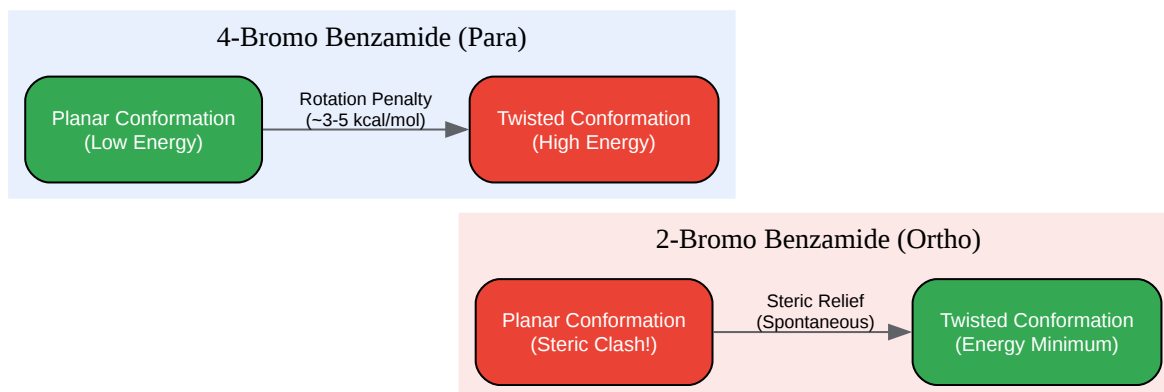 4-Bromo Benzamide (Para)
Planar Conformation
(Low Energy)
Rotation Penalty
(~3-5 kcal/mol)
Twisted Conformation
(High Energy)
2-Bromo Benzamide (Ortho)
Planar Conformation
(Steric Clash!)
Steric Relief
(Spontaneous)
Twisted Conformation
(Energy Minimum)